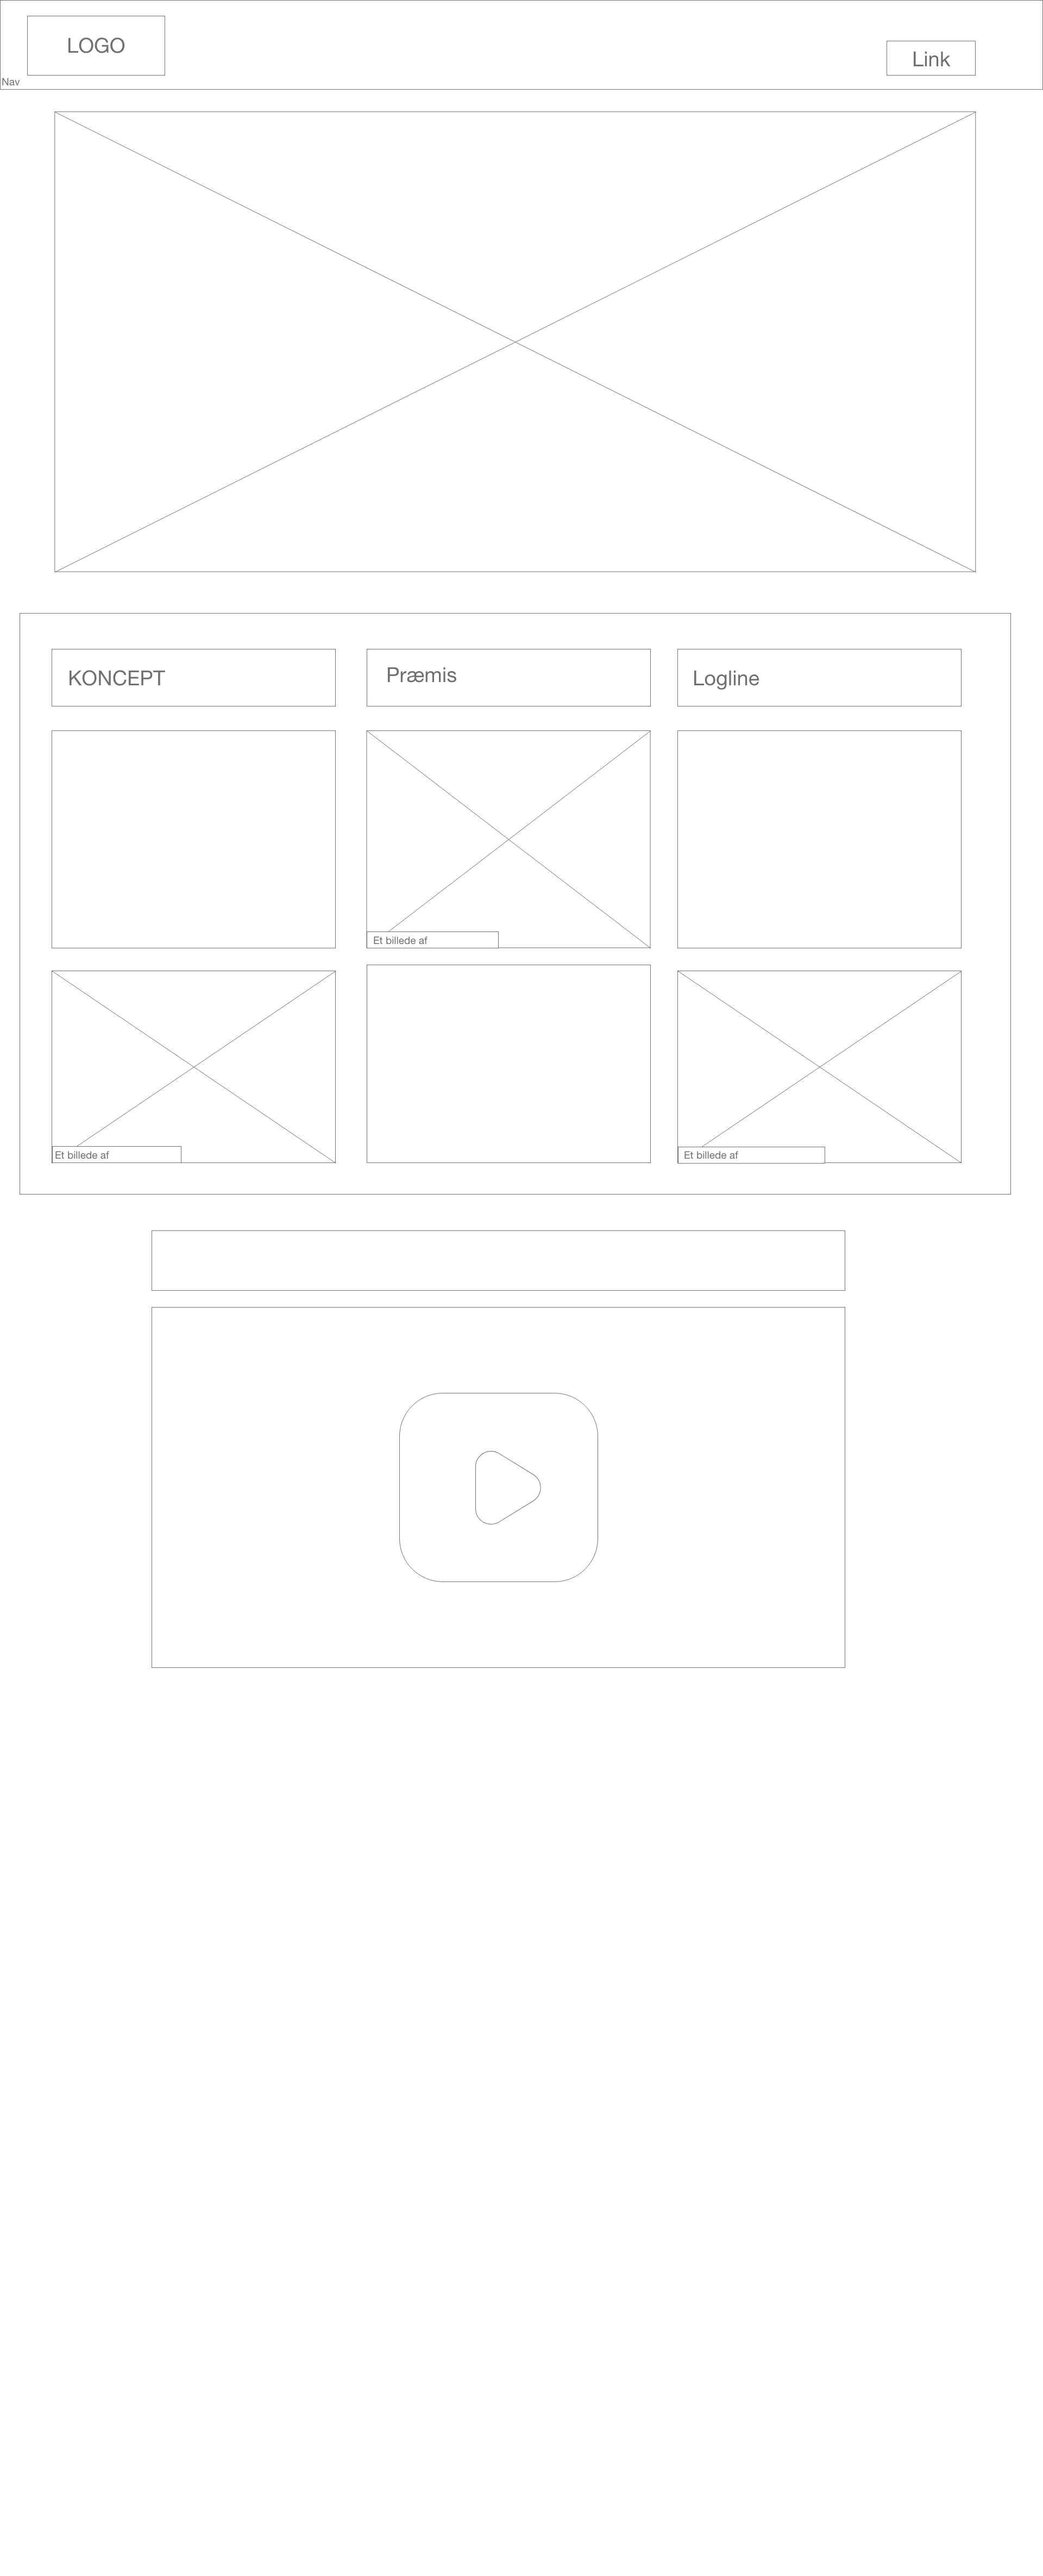 LOGO
Link
Nav
KONCEPT
Præmis
Logline
Et billede af
Et billede af
Et billede af